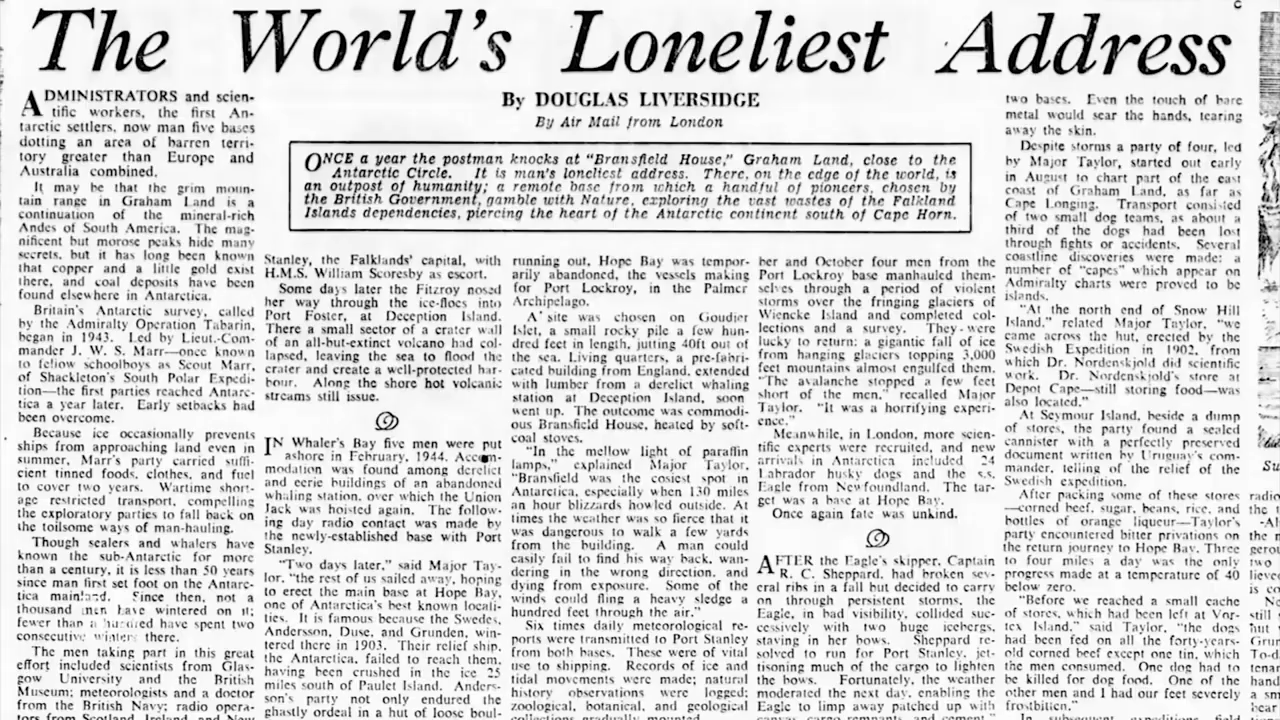 The World's Loneliest Address
By DOUGLAS LIVERSIDGE
By Air Mail from London
ONCE a year the postman knocks at "Bransfield House," Graham Land, close to the
Antarctic Circle. It is man's loneliest address. There, on the edge of the world, is
an outpost of humanity; a remote base from which a handful of pioneers, chosen by
the British Government, gamble with Nature, exploring the vast wastes of the Falkland
Islands dependencies, piercing the heart of the Antarctic continent south of Cape Horn.
ADMINISTRATORS and scien-
tific workers, the first An-
tarctic settlers, now man five bases
dotting an area of barren terri-
tory greater than Europe and
Australia combined.
It may be that the grim moun-
tain range in Graham Land is a
continuation of the mineral-rich
Andes of South America. The mag-
nificent but morose peaks hide many
secrets, but it has long been known
that copper and a little gold exist
there, and coal deposits have been
found elsewhere in Antarctica.
Britain's Antarctic survey, called
by the Admiralty Operation Tabarin,
began in 1943. Led by Lieut.-Com-
mander J. W. S. Marr—once known
to fellow schoolboys as Scout Marr,
of Shackleton's South Polar Expedi-
tion—the first parties reached Antarc-
tica a year later. Early setbacks had
been overcome.
Because ice occasionally prevents
ships from approaching land even in
summer, Marr's party carried suffi-
cient tinned foods, cothes, and fuel
to cover two years. Wartime short-
age restricted transport, compelling
the exploratory parties to fall back on
the toilsome ways of man-hauling.
Though sealers and whalers have
known the sub-Antarctic for more
than a century, it is less than 50 years
since man first set foot on the Antarc-
tica mainland. Since then, not a
thousand men have wintered on it;
fewer than a hundred have spent two
consecutive winters there.
The men taking part in this great
effort included scientists from Glas-
gow University and the British
Museum; meteorologists and a doctor
from the British Navy; radio opera-
tors from Scotland, Ireland, and New
Stanley, the Falklands' capital, with
H.M.S. William Scoresby as escort.
Some days later the Fitzroy nosed
her way through the ice-floes into
Port Foster, at Deception Island.
There a small sector of a crater wall
of an all-but-extinct volcano had col-
lapsed, leaving the sea to flood the
crater and create a well-protected har-
bour. Along the shore hot volcanic
streams still issue.
IN Whaler's Bay five men were put
ashore in February, 1944. Accom-
modation was found among derelict
and eerie buildings of an abandoned
whaling station, over which the Union
Jack was hoisted again. The follow-
ing day radio contact was made by
the newly-established base with Port
Stanley.
"Two days later," said Major Tay-
lor, "the rest of us sailed away, hoping
to erect the main base at Hope Bay,
one of Antarctica's best known locali-
ties. It is famous because the Swedes,
Andersson, Duse, and Grunden, win-
tered there in 1903. Their relief ship,
the Antarctica, failed to reach them,
having been crushed in the ice 25
miles south of Paulet Island. Anders-
son's party not only endured the
ghastly ordeal in a hut of loose boul-
running out, Hope Bay was tempor-
arily abandoned, the vessels making
for Port Lockroy, in the Palmer
Archipelago.
A site was chosen on Goudier
Islet, a small rocky pile a few hun-
dred feet in length, jutting 40ft out of
the sea. Living quarters, a pre-fabri-
cated building from England, extended
with lumber from a derelict whaling
station at Deception Island, soon
went up. The outcome was commodi-
ous Bransfield House, heated by soft-
coal stoves.
"In the mellow light of paraffin
lamps," explained Major Taylor,
"Bransfield was the cosiest spot in
Antarctica, especially when 130 miles
an hour blizzards howled outside. At
times the weather was so fierce that it
was dangerous to walk a few yards
from the building. A man could
easily fail to find his way back, wan-
dering in the wrong direction, and
dying from exposure. Some of the
winds could fling a heavy sledge a
hundred feet through the air."
Six times daily meteorological re-
ports were transmitted to Port Stanley
from both bases. These were of vital
use to shipping. Records of ice and
tidal movements were made; natural
history observations were logged;
zoological, botanical, and geological
collections gradually mounted.
ber and October four men from the
Port Lockroy base manhauled them-
selves through a period of violent
storms over the fringing glaciers of
Wiencke Island and completed col-
lections and a survey. They were
lucky to return; a gigantic fall of ice
from hanging glaciers topping 3,000
feet mountains almost engulfed them.
"The avalanche stopped a few feet
short of the men," recalled Major
Taylor. "It was a horrifying experi-
ence."
Meanwhile, in London, more scien-
tific experts were recruited, and new
arrivals in Antarctica included 24
Labrador husky dogs and the s.s.
Eagle from Newfoundland. The tar-
get was a base at Hope Bay.
Once again fate was unkind.
AFTER the Eagle's skipper, Captain
R. C. Sheppard, had broken sev-
eral ribs in a fall but decided to carry
on through persistent storms, the
Eagle, in bad visibility, collided suc-
cessively with two huge icebergs,
staving in her bows. Sheppard re-
solved to run for Port Stanley, jet-
tisoning much of the cargo to lighten
the bows. Fortunately, the weather
moderated the next day, enabling the
Eagle to limp away patched up with
canvas, cargo remnants, and cement."
two bases. Even the touch of bare
metal would sear the hands, tearing
away the skin.
Despite storms a party of four, led
by Major Taylor, started out early
in August to chart part of the east
coast of Graham Land, as far as
Cape Longing. Transport consisted
of two small dog teams, as about a
third of the dogs had been lost
through fights or accidents. Several
coastline discoveries were made; a
number of "capes" which appear on
Admiralty charts were proved to be
islands.
"At the north end of Snow Hill
Island," related Major Taylor, "we
came across the hut, erected by the
Swedish Expedition in 1902, from
which Dr. Nordenskjold did scientific
work. Dr. Nordenskjold's store at
Depot Cape—still storing food—was
also located."
At Seymour Island, beside a dump
of stores, the party found a sealed
cannister with a perfectly preserved
document written by Uruguay's com-
mander, telling of the relief of the
Swedish expedition.
After packing some of these stores
—corned beef, sugar, beans, rice, and
bottles of orange liqueur—Taylor's
party encountered bitter privations on
the return journey to Hope Bay. Three
to four miles a day was the only
progress made at a temperature of 40
below zero.
"Before we reached a small cache
of stores, which had been left at Vor-
tex Island," said Taylor, "the dogs
had been fed on all the forty-years-
old corned beef except one tin, which
the men consumed. One dog had to
be killed for dog food. One of the
other men and I had our feet severely
frostbitten."
In subsequent expeditions field